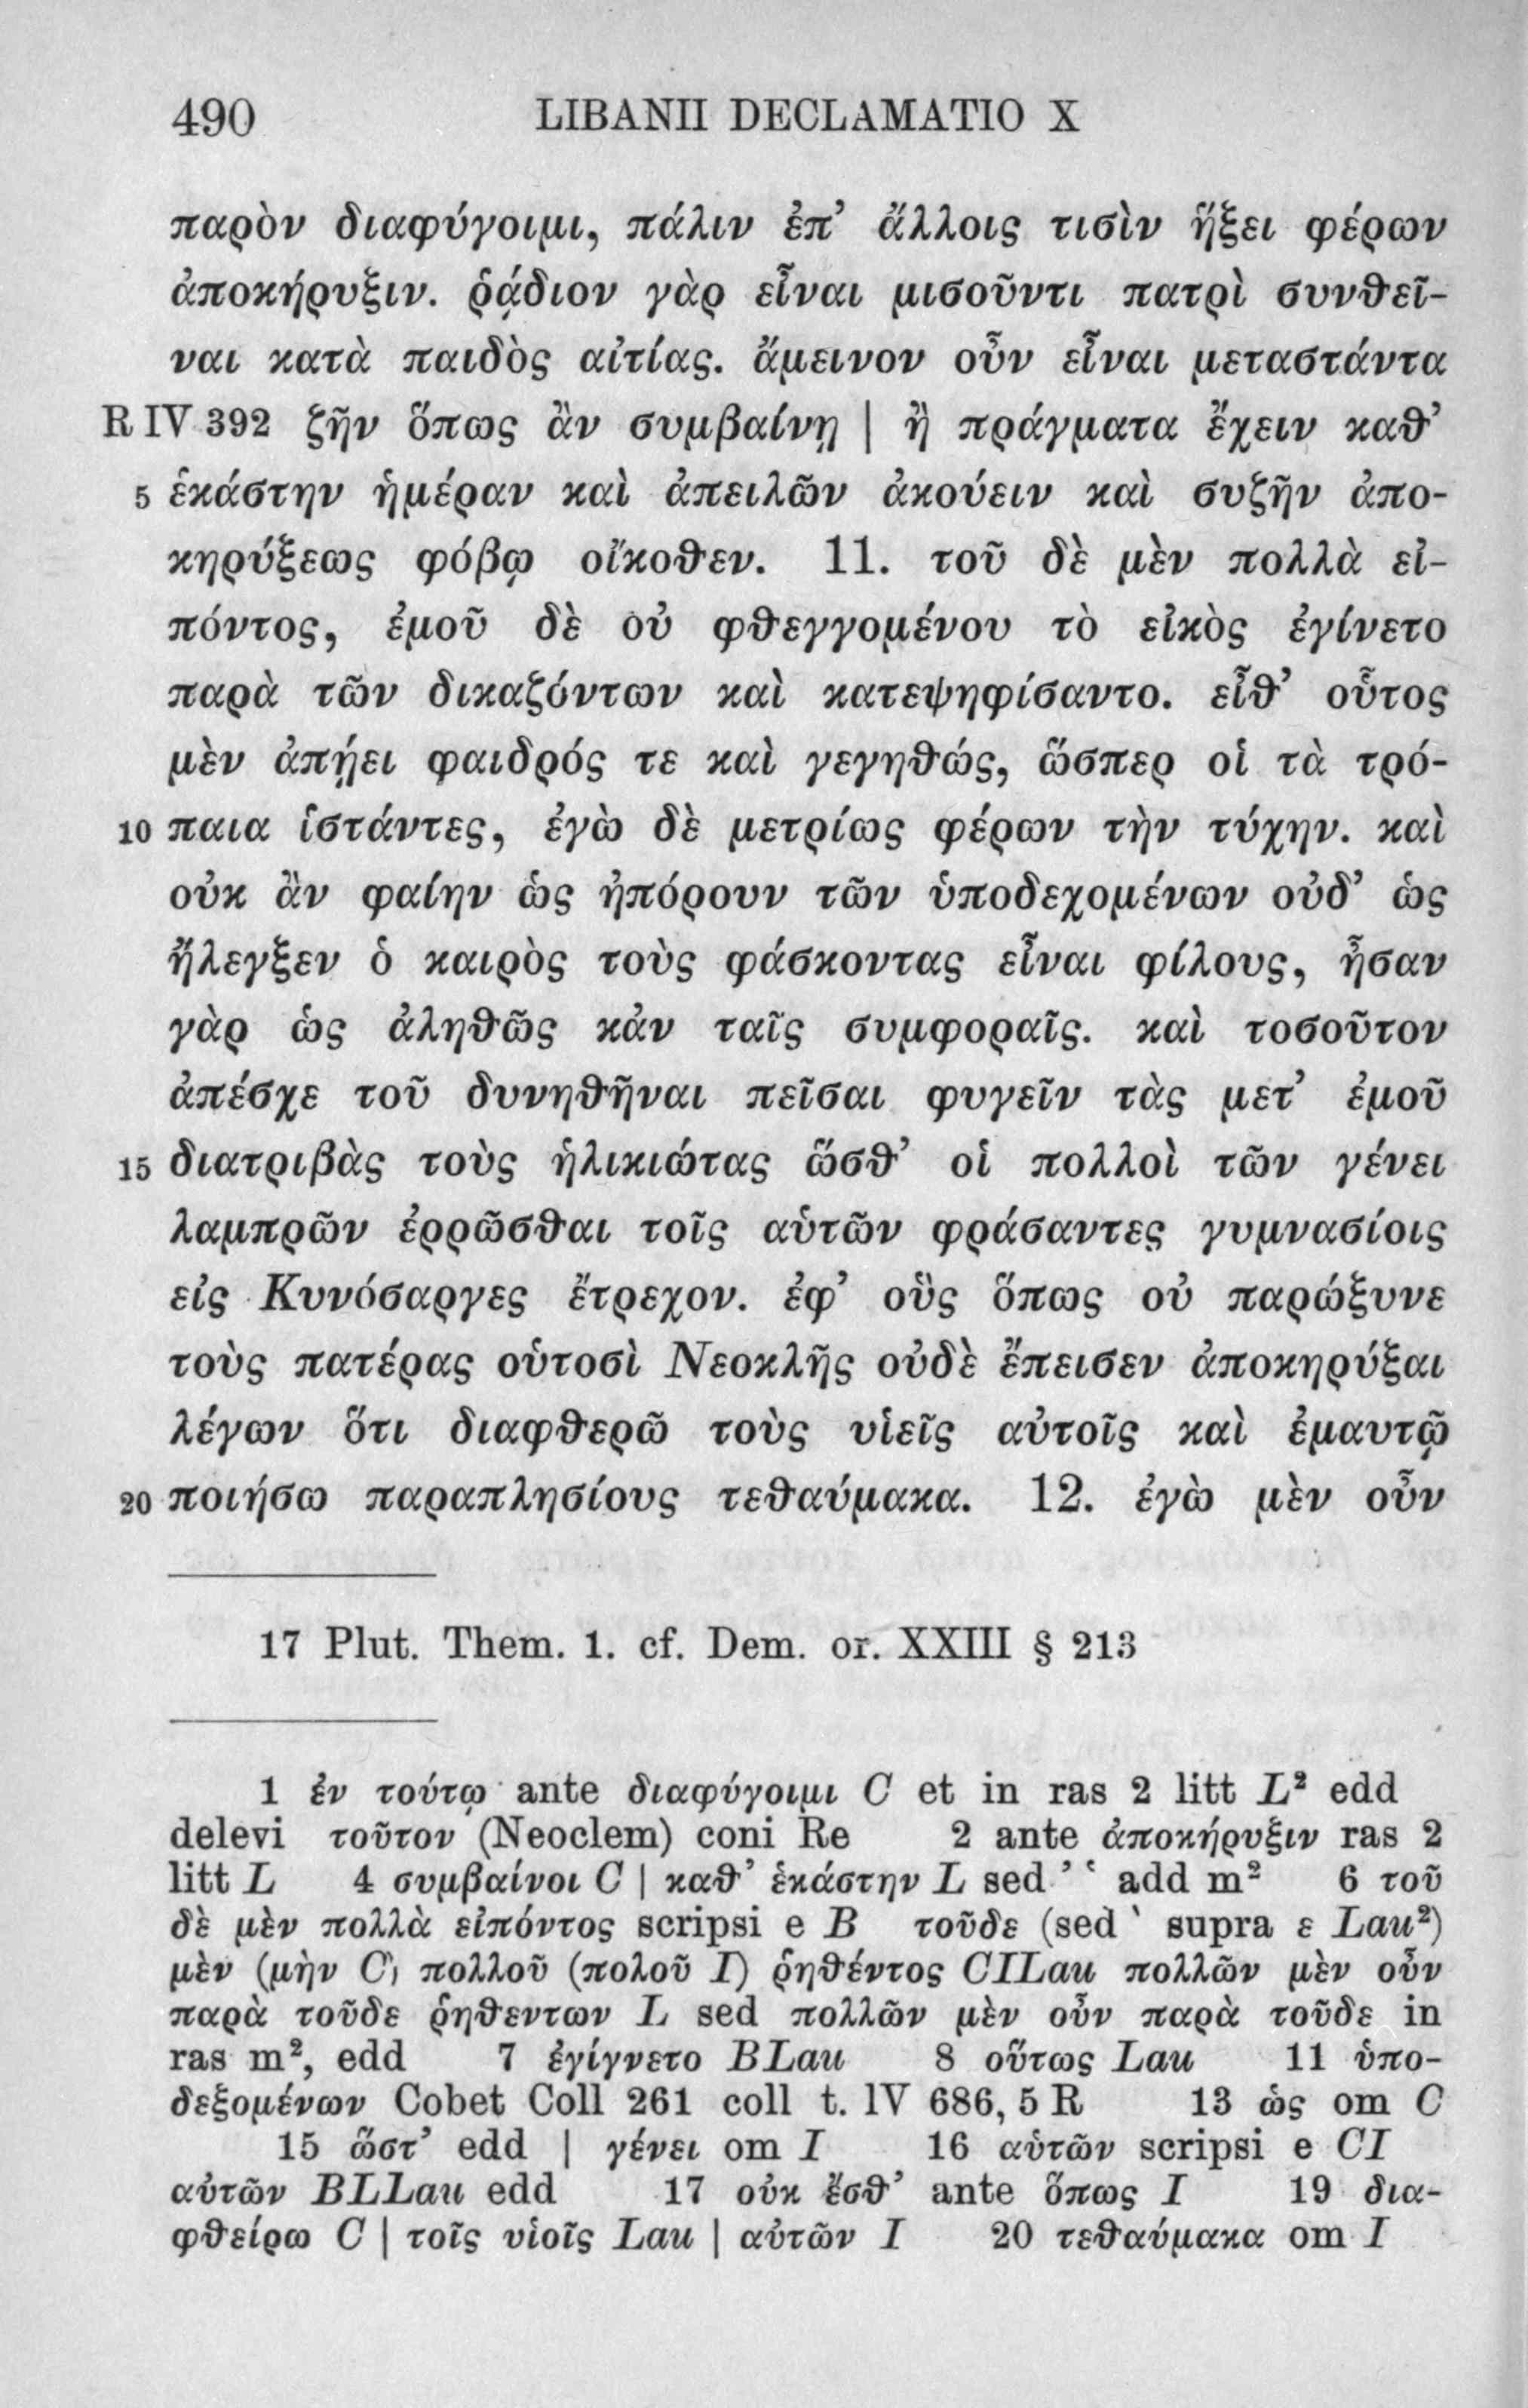 490 LIBANII DECLAMATIO X
παρὸν διαφύγοιμι, πάλιν ἐπ’ ἄλλοις τισὶν ἥξει φέρων
ἀποκήρυξιν. ῥᾴδιον γὰρ εἶναι μισοῦντι πατρὶ συνθεῖ-
ναι κατὰ παιδὸς αἰτίας. ἄμεινον οὖν εἶναι μεταστάντα
R IV 392 ζῆν ὅπως ἂν συμβαίνῃ | ἢ πράγματα ἔχειν καθ’
5 ἑκάστην ἡμέραν καὶ ἀπειλῶν ἀκούειν καὶ συζῆν ἀπο-
κηρύξεως φόβῳ οἴκοθεν. 11. τοῦ δὲ μὲν πολλὰ εἰ-
πόντος, ἐμοῦ δὲ οὐ φθεγγομένου τὸ εἰκὸς ἐγίνετο
παρὰ τῶν δικαζόντων καὶ κατεψηφίσαντο. εἶθ’ οὗτος
μὲν ἀπῄει φαιδρός τε καὶ γεγηθώς, ὥσπερ οἱ τὰ τρό-
10 παια ἱστάντες, ἐγὼ δὲ μετρίως φέρων τὴν τύχην. καὶ
οὐκ ἂν φαίην ὡς ἠπόρουν τῶν ὑποδεχομένων οὐδ’ ὡς
ἤλεγξεν ὁ καιρὸς τοὺς φάσκοντας εἶναι φίλους, ἦσαν
γὰρ ὡς ἀληθῶς κἀν ταῖς συμφοραῖς. καὶ τοσοῦτον
ἀπέσχε τοῦ δυνηθῆναι πεῖσαι φυγεῖν τὰς μετ’ ἐμοῦ
15 διατριβὰς τοὺς ἡλικιώτας ὥσθ’ οἱ πολλοὶ τῶν γένει
λαμπρῶν ἐρρῶσθαι τοῖς αὑτῶν φράσαντες γυμνασίοις
εἰς Κυνόσαργες ἔτρεχον. ἐφ’ οὓς ὅπως οὐ παρώξυνε
τοὺς πατέρας οὑτοσὶ Νεοκλῆς οὐδὲ ἔπεισεν ἀποκηρύξαι
λέγων ὅτι διαφθερῶ τοὺς υἱεῖς αὐτοῖς καὶ ἐμαυτῷ
20 ποιήσω παραπλησίους τεθαύμακα. 12. ἐγὼ μὲν οὖν
17 Plut. Them. 1. cf. Dem. or. XXIII § 213
1 ἐν τούτῳ ante διαφύγοιμι C et in ras 2 litt L² edd
delevi τοῦτον (Neoclem) coni Re 2 ante ἀποκήρυξιν ras 2
litt L 4 συμβαίνοι C | καθ’ ἑκάστην L sed ’ ‘ add m² 6 τοῦ
δὲ μὲν πολλὰ εἰπόντος scripsi e B τοῦδε (sed ‵ supra ε Lau²)
μὲν (μὴν C) πολλοῦ (πολοῦ I) ῥηθέντος CILau πολλῶν μὲν οὖν
παρὰ τοῦδε ῥηθεντων L sed πολλῶν μὲν οὖν παρὰ τοῦδε in
ras m², edd 7 ἐγίγνετο BLau 8 οὕτως Lau 11 ὑπο-
δεξομένων Cobet Coll 261 coll t. IV 686, 5 R 13 ὡς om C
15 ὥστ’ edd | γένει om I 16 αὑτῶν scripsi e CI
αὐτῶν BLLau edd 17 οὐκ ἔσθ’ ante ὅπως I 19 δια-
φθείρω C | τοῖς υἱοῖς Lau | αὐτῶν I 20 τεθαύμακα om I